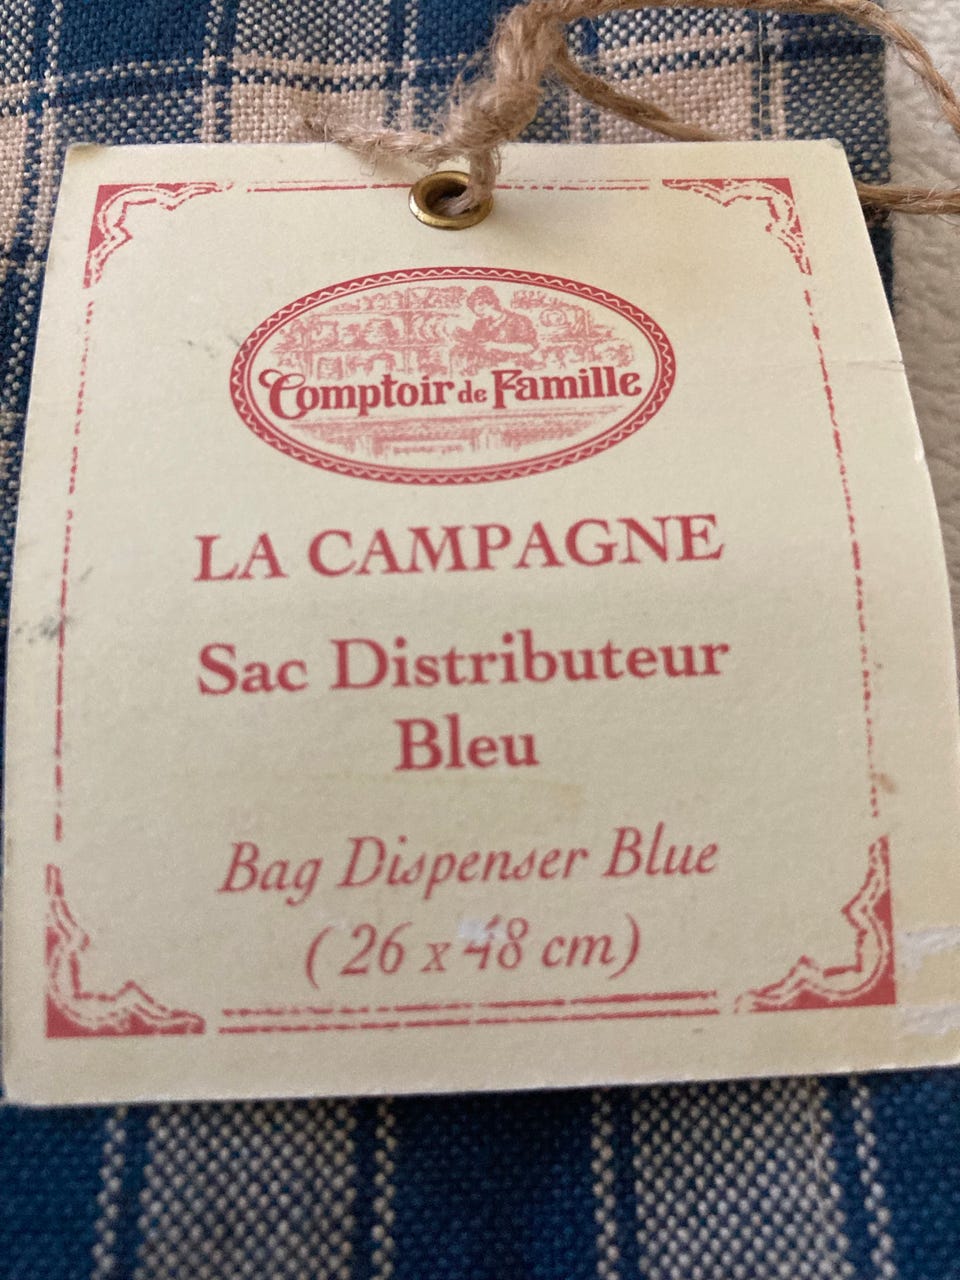 Comptoir de Famille
LA CAMPAGNE
Sac Distributeur
Bleu
Bag Dispenser Blue
( 26 x 48 cm)